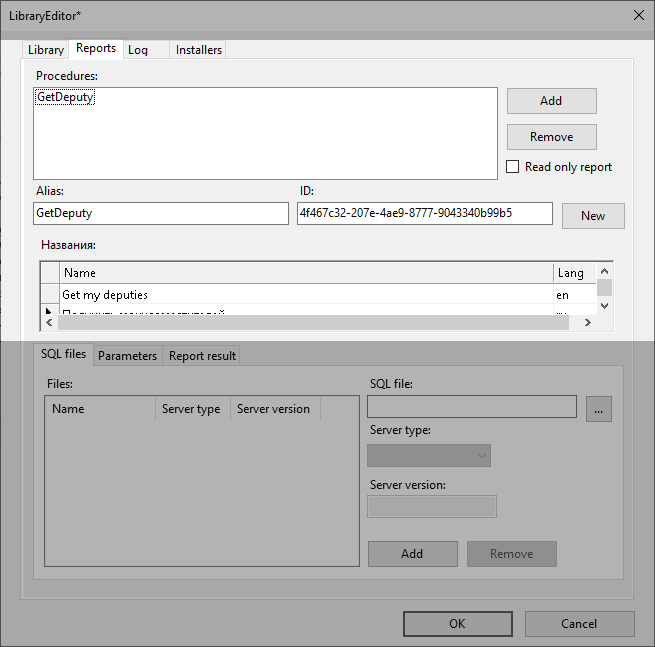 LibraryEditor*
Library Reports Log Installers
Procedures:
GetDeputy
Add
Remove
Read only report
Alias: ID:
GetDeputy 4f467c32-207e-4ae9-8777-9043340b99b5 New
Названия:
Name Lang
Get my deputies en
SQL files Parameters Report result
Files: SQL file:
Name Server type Server version
...
Server type:
Server version:
Add Remove
OK Cancel